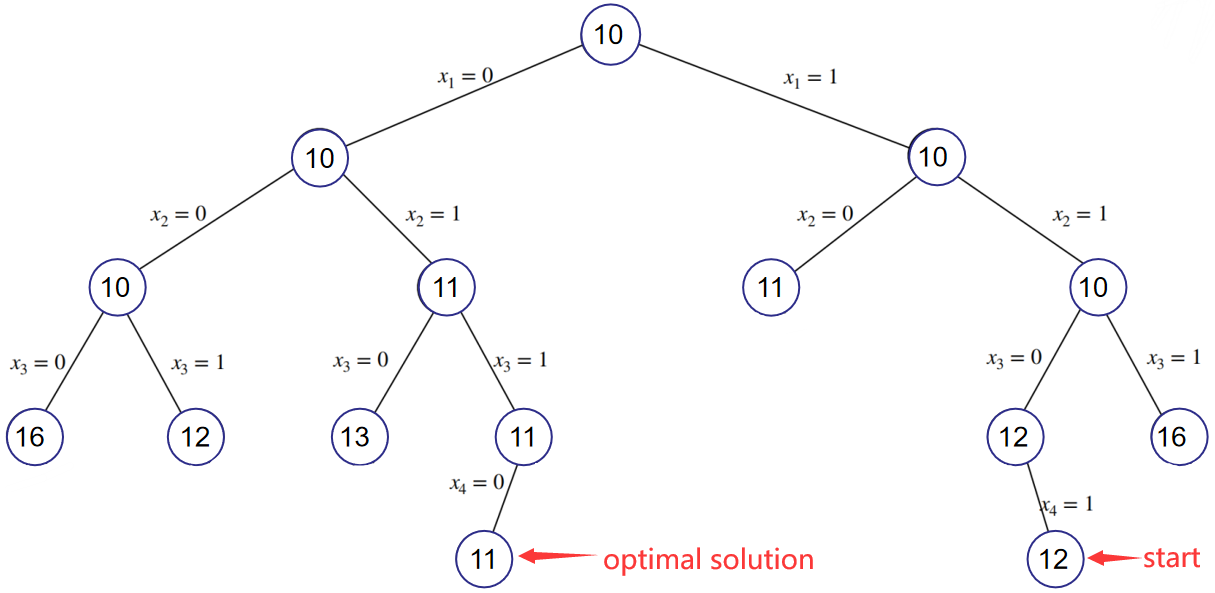 10
x₁ = 0
x₁ = 1
10
10
x₂ = 0
x₂ = 1
x₂ = 0
x₂ = 1
10
11
11
10
x₃ = 0
x₃ = 1
x₃ = 0
x₃ = 1
x₃ = 0
x₃ = 1
16
12
13
11
12
16
x₄ = 0
x₄ = 1
11
optimal solution
12
start